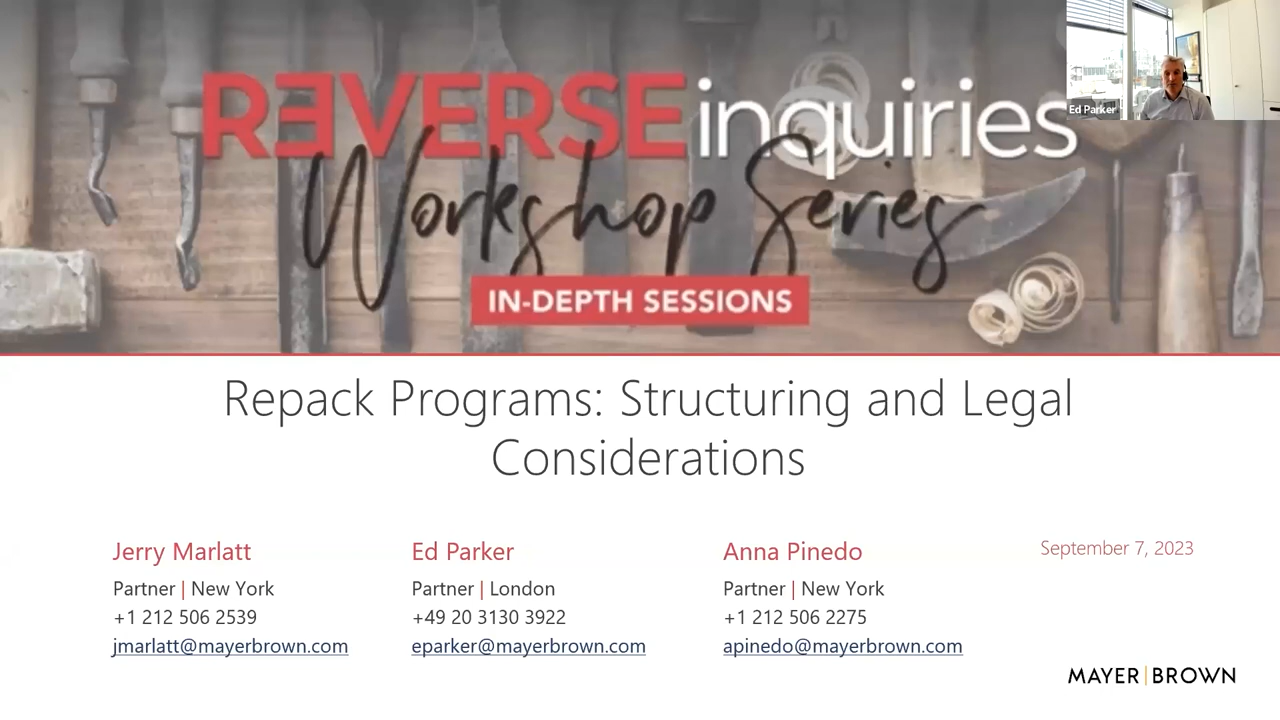 REVERSE inquiries
Workshop Series
IN-DEPTH SESSIONS
Ed Parker
Repack Programs: Structuring and Legal
Considerations
Jerry Marlatt
Partner | New York
+1 212 506 2539
jmarlatt@mayerbrown.com
Ed Parker
Partner | London
+49 20 3130 3922
eparker@mayerbrown.com
Anna Pinedo
Partner | New York
+1 212 506 2275
apinedo@mayerbrown.com
September 7, 2023
MAYER | BROWN